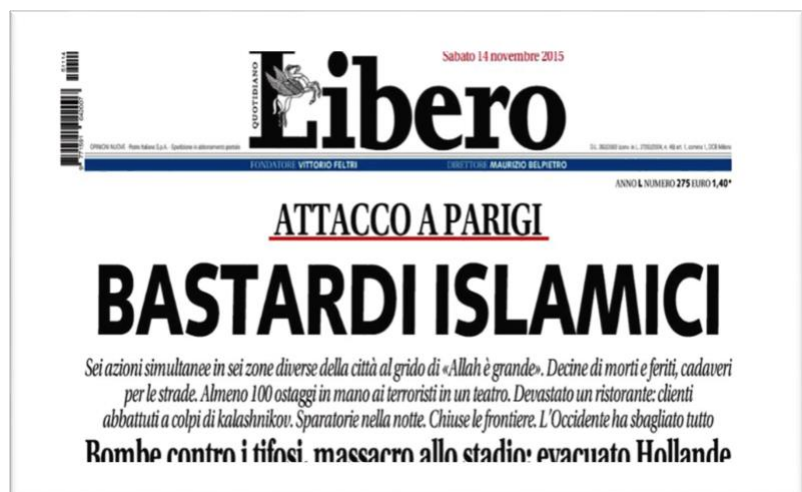 Sabato 14 novembre 2015
QUOTIDIANO
Libero
FONDATORE VITTORIO FELTRI DIRETTORE MAURIZIO BELPIETRO
ANNO L NUMERO 275 EURO 1,40*
ATTACCO A PARIGI
BASTARDI ISLAMICI
Sei azioni simultanee in sei zone diverse della città al grido di «Allah è grande». Decine di morti e feriti, cadaveri
per le strade. Almeno 100 ostaggi in mano ai terroristi in un teatro. Devastato un ristorante: clienti
abbattuti a colpi di kalashnikov. Sparatorie nella notte. Chiuse le frontiere. L'Occidente ha sbagliato tutto
Bombe contro i tifosi, massacro allo stadio: evacuato Hollande